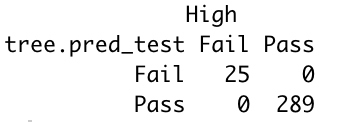 High
tree.pred_test Fail Pass
Fail 25 0
Pass 0 289